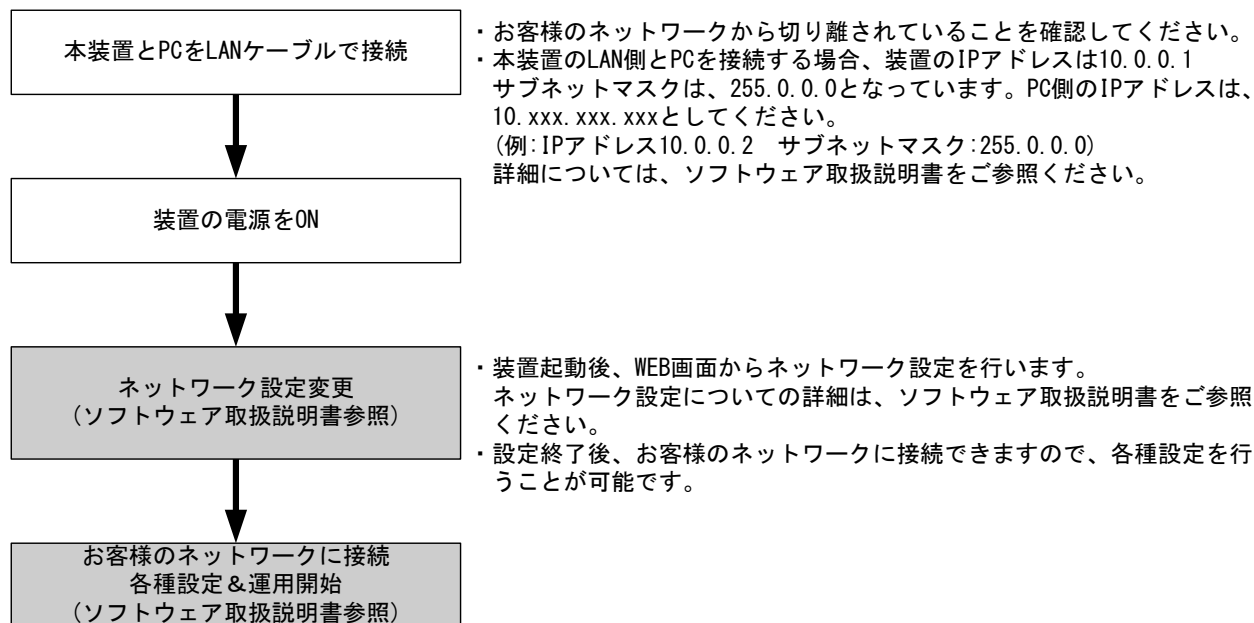 本装置とPCをLANケーブルで接続
・お客様のネットワークから切り離されていることを確認してください。
・本装置のLAN側とPCを接続する場合、装置のIPアドレスは10.0.0.1
サブネットマスクは、255.0.0.0となっています。PC側のIPアドレスは、
10.xxx.xxx.xxxとしてください。
(例:IPアドレス10.0.0.2　サブネットマスク:255.0.0.0)
詳細については、ソフトウェア取扱説明書をご参照ください。
装置の電源をON
ネットワーク設定変更
(ソフトウェア取扱説明書参照)
・装置起動後、WEB画面からネットワーク設定を行います。
ネットワーク設定についての詳細は、ソフトウェア取扱説明書をご参照
ください。
・設定終了後、お客様のネットワークに接続できますので、各種設定を行
うことが可能です。
お客様のネットワークに接続
各種設定&運用開始
(ソフトウェア取扱説明書参照)